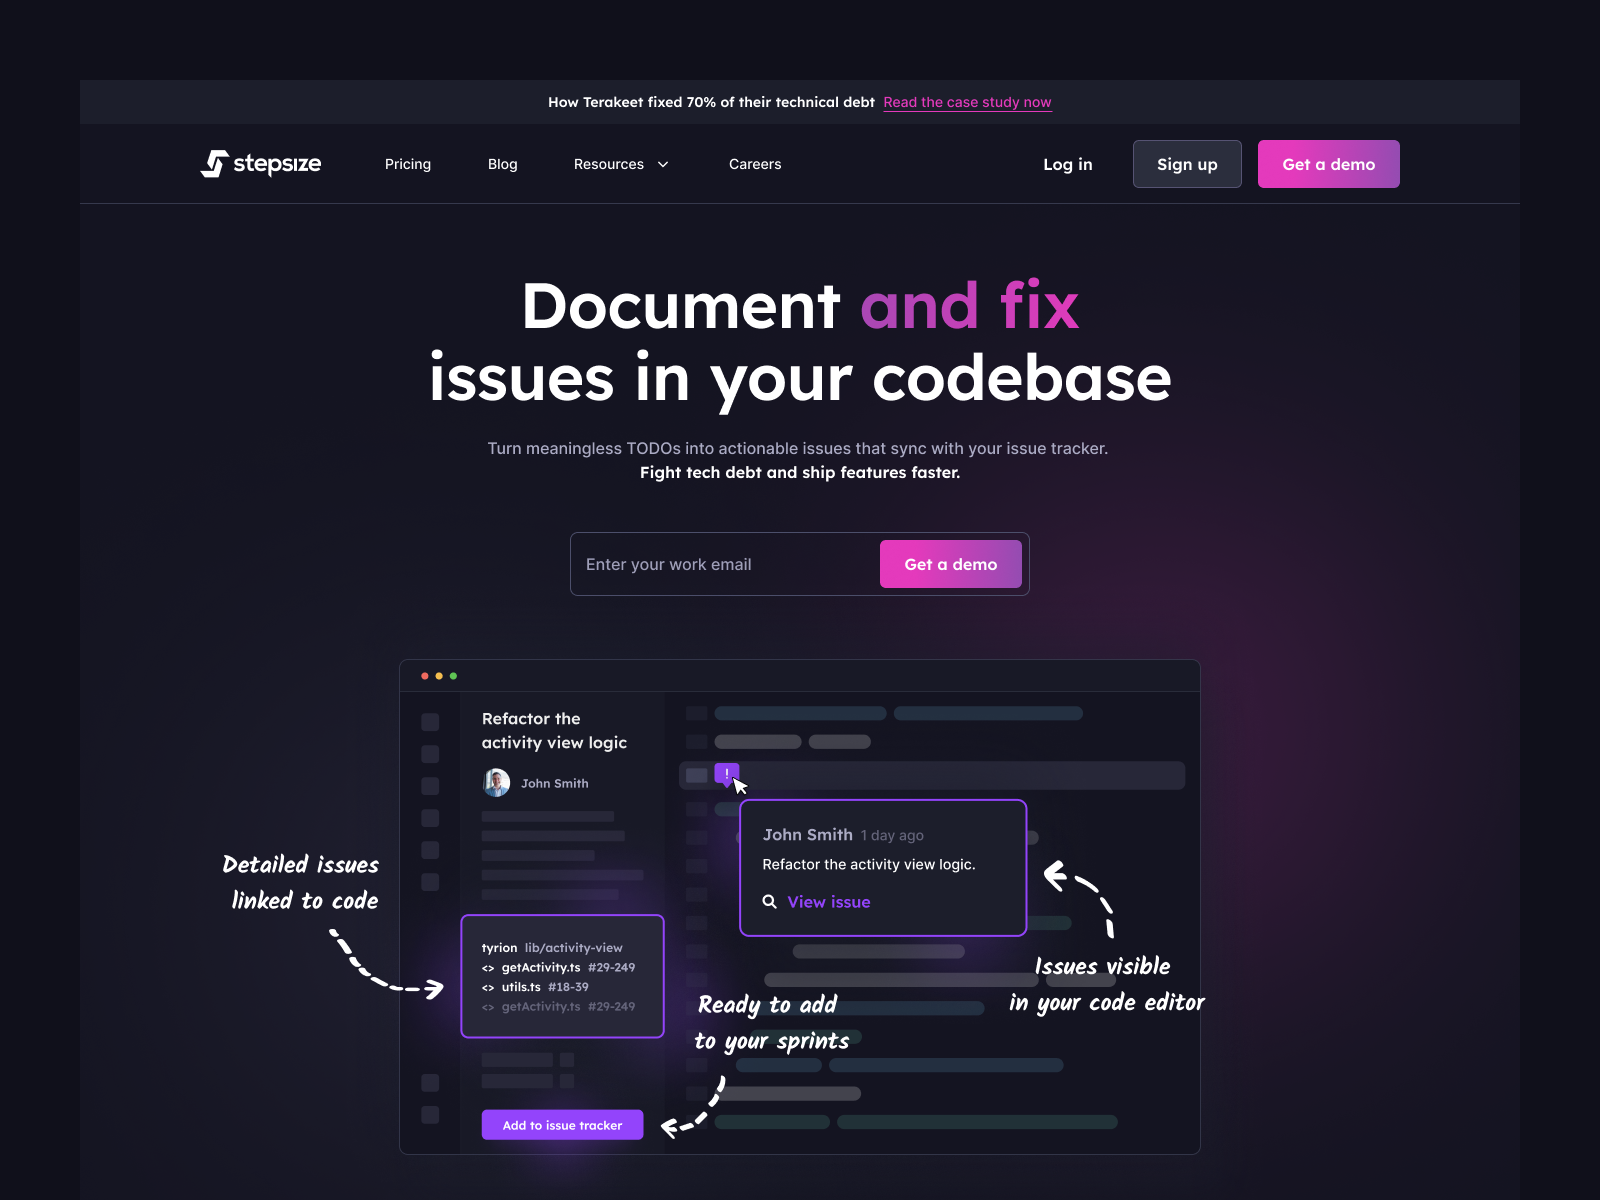 How Terakeet fixed 70% of their technical debt Read the case study now
stepsize Pricing Blog Resources Careers Log in Sign up Get a demo
Document and fix
issues in your codebase
Turn meaningless TODOs into actionable issues that sync with your issue tracker.
Fight tech debt and ship features faster.
Enter your work email Get a demo
Refactor the
activity view logic
John Smith
!
John Smith 1 day ago
Refactor the activity view logic.
View issue
Detailed issues
linked to code
tyrion lib/activity-view
<> getActivity.ts #29-249
<> utils.ts #18-39
<> getActivity.ts #29-249
Issues visible
in your code editor
Ready to add
to your sprints
Add to issue tracker